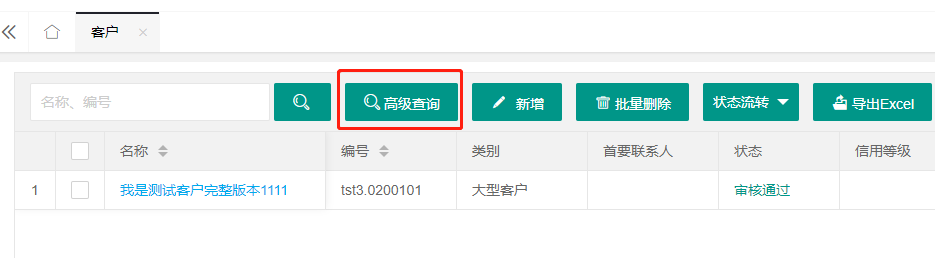 客户
名称、编号 高级查询 新增 批量删除 状态流转 导出Excel
名称 编号 类别 首要联系人 状态 信用等级
1 我是测试客户完整版本1111 tst3.0200101 大型客户 审核通过